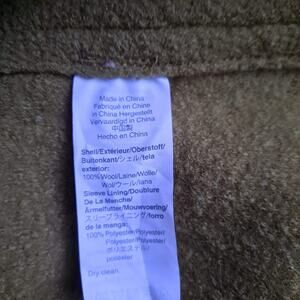 Made in China
Fabriqué en Chine
in China Hergestellt
Vervaardigd in China
中国製
Hecho en China
Shell/Extérieur/Oberstoff/
Buitenkant/シェル/tela
exterior:
100%Wool/Laine/Wolle/
Wol/ウール/lana
Sleeve Lining/Doublure
De La Manche/
Ärmelfutter/Mouwvoering/
スリーブライニング/forro
de la manga:
100% Polyester/Polyester/
Polyester/Polyester/
ポリエステル/
poliéster
Dry clean